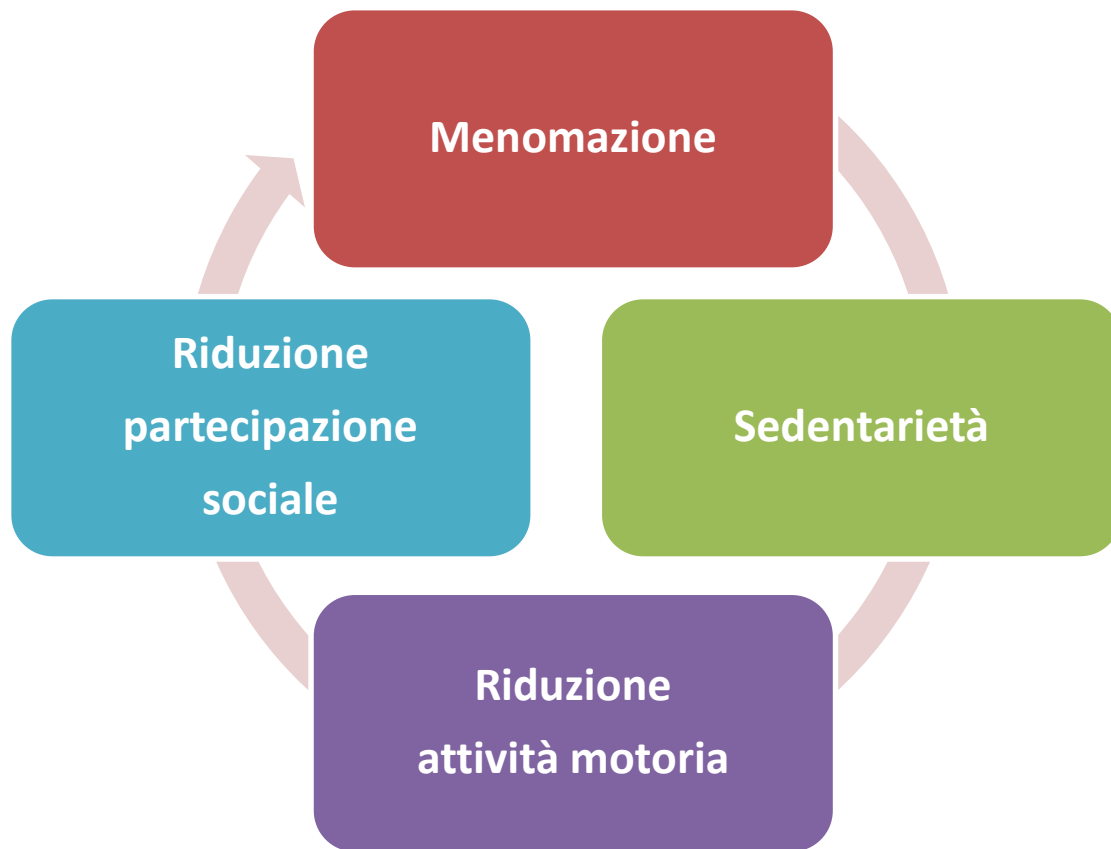 Menomazione
Riduzione
partecipazione
sociale
Sedentarietà
Riduzione
attività motoria